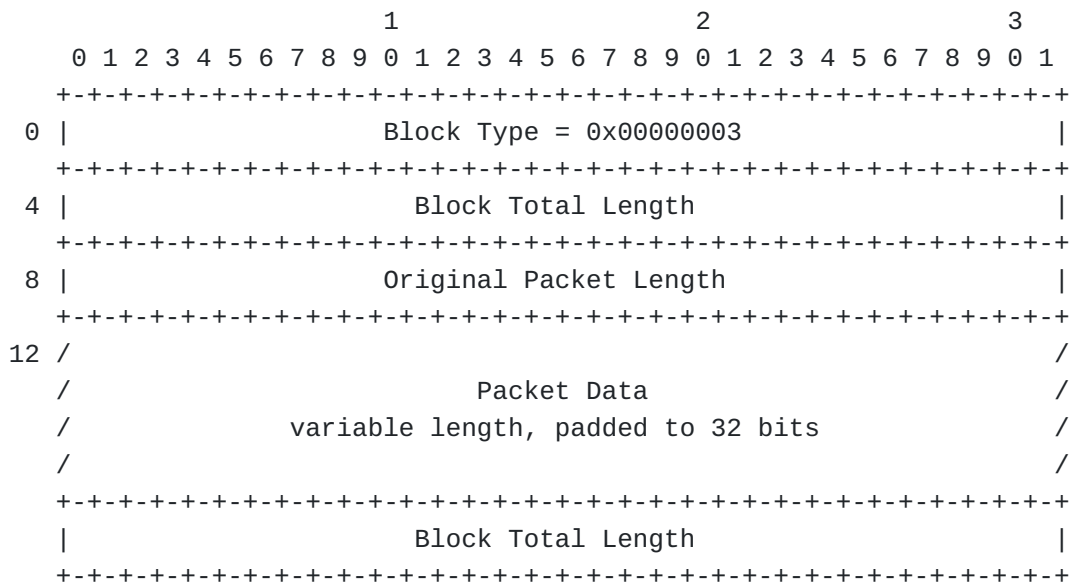 1                   2                   3
    0 1 2 3 4 5 6 7 8 9 0 1 2 3 4 5 6 7 8 9 0 1 2 3 4 5 6 7 8 9 0 1
   +-+-+-+-+-+-+-+-+-+-+-+-+-+-+-+-+-+-+-+-+-+-+-+-+-+-+-+-+-+-+-+-+
 0 |                    Block Type = 0x00000003                    |
   +-+-+-+-+-+-+-+-+-+-+-+-+-+-+-+-+-+-+-+-+-+-+-+-+-+-+-+-+-+-+-+-+
 4 |                      Block Total Length                       |
   +-+-+-+-+-+-+-+-+-+-+-+-+-+-+-+-+-+-+-+-+-+-+-+-+-+-+-+-+-+-+-+-+
 8 |                    Original Packet Length                     |
   +-+-+-+-+-+-+-+-+-+-+-+-+-+-+-+-+-+-+-+-+-+-+-+-+-+-+-+-+-+-+-+-+
12 /                                                               /
   /                          Packet Data                          /
   /              variable length, padded to 32 bits               /
   /                                                               /
   +-+-+-+-+-+-+-+-+-+-+-+-+-+-+-+-+-+-+-+-+-+-+-+-+-+-+-+-+-+-+-+-+
   |                      Block Total Length                       |
   +-+-+-+-+-+-+-+-+-+-+-+-+-+-+-+-+-+-+-+-+-+-+-+-+-+-+-+-+-+-+-+-+